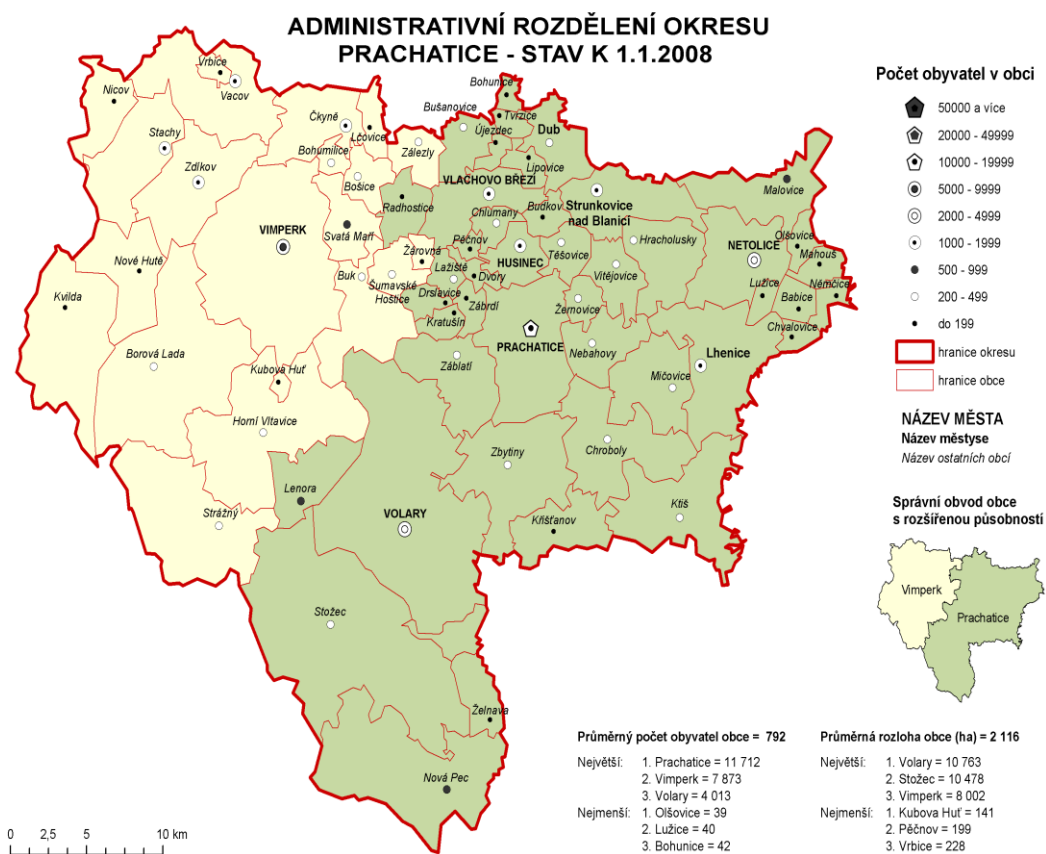 ADMINISTRATIVNÍ ROZDĚLENÍ OKRESU
PRACHATICE - STAV K 1.1.2008
Počet obyvatel v obci
50000 a více
20000 - 49999
10000 - 19999
5000 - 9999
2000 - 4999
1000 - 1999
500 - 999
200 - 499
do 199
hranice okresu
hranice obce
NÁZEV MĚSTA
Název městyse
Název ostatních obcí
Správní obvod obce
s rozšířenou působností
Vimperk
Prachatice
Vrbice
Nicov
Vacov
Bohunice
Bušanovice
Tvrzice
Čkyně
Stachy
Lčovice
Újezdec
Dub
Bohumilice
Zálezly
Zdíkov
Lipovice
Bošice
VLACHOVO BŘEZÍ
Malovice
Radhostice
Strunkovice
nad Blanicí
Budkov
Chlumany
VIMPERK
Svatá Maří
Hracholusky
Olšovice
NETOLICE
Pěčnov
Mahouš
Žárovná
HUSINEC
Těšovice
Nové Hutě
Lažiště
Vitějovice
Buk
Šumavské
Hoštice
Dvory
Lužice
Němčice
Kvilda
Drslavice
Zábrdí
Babice
Žernovice
Kratušín
Chvalovice
PRACHATICE
Nebahovy
Lhenice
Borová Lada
Záblatí
Kubova Huť
Mičovice
Horní Vltavice
Zbytiny
Chroboly
Lenora
Ktiš
VOLARY
Křišťanov
Strážný
Stožec
Želnava
Nová Pec
Průměrný počet obyvatel obce = 792
Největší: 1. Prachatice = 11 712
2. Vimperk = 7 873
3. Volary = 4 013
Nejmenší: 1. Olšovice = 39
2. Lužice = 40
3. Bohunice = 42
Průměrná rozloha obce (ha) = 2 116
Největší: 1. Volary = 10 763
2. Stožec = 10 478
3. Vimperk = 8 002
Nejmenší: 1. Kubova Huť = 141
2. Pěčnov = 199
3. Vrbice = 228
0 2,5 5 10 km